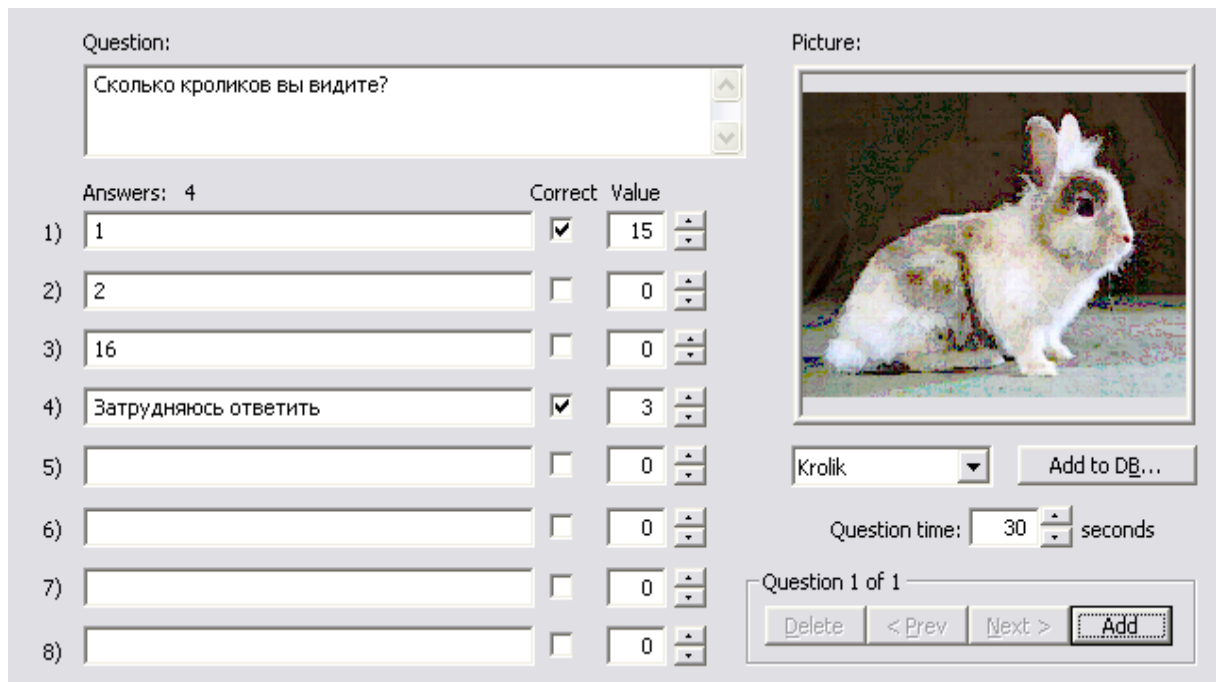 Question:
Сколько кроликов вы видите?
Answers: 4 Correct Value
1) 1 15
2) 2 0
3) 16 0
4) Затрудняюсь ответить 3
5) 0
6) 0
7) 0
8) 0
Picture:
Krolik Add to DB...
Question time: 30 seconds
Question 1 of 1
Delete < Prev Next > Add